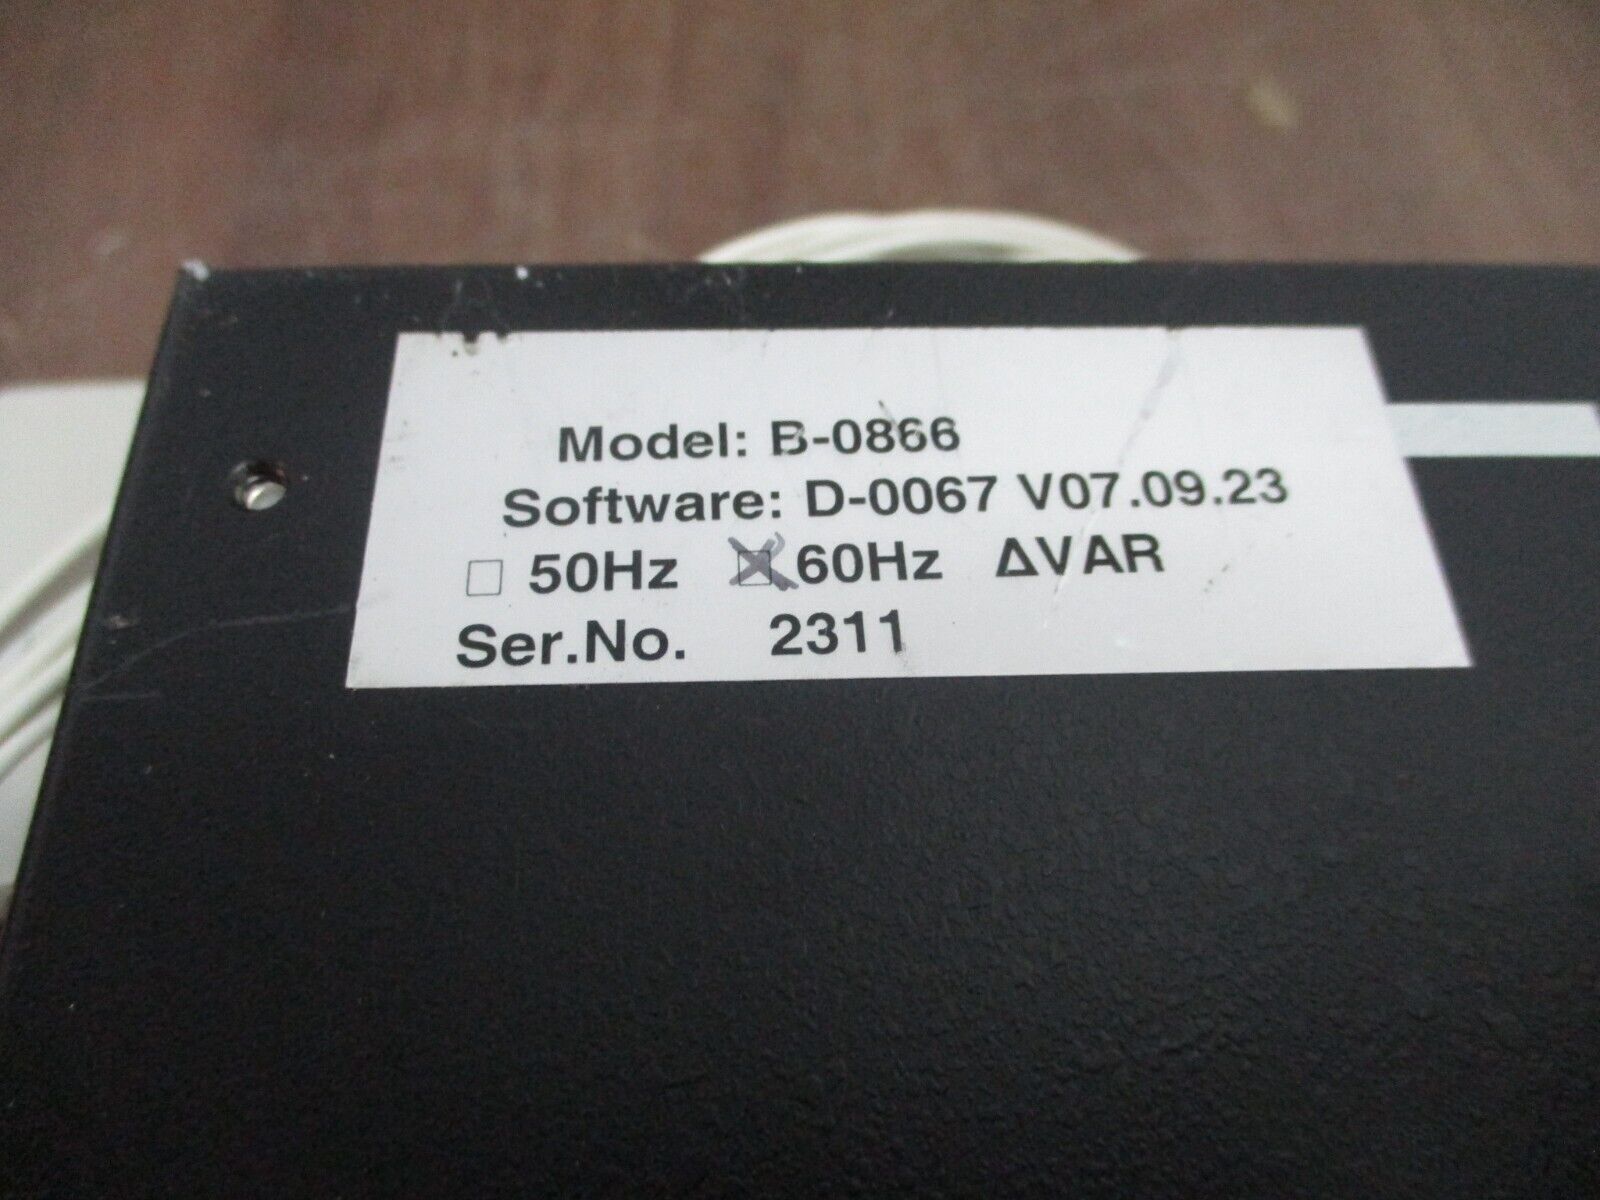 Model: B-0866
Software: D-0067 V07.09.23
☐ 50Hz ☒ 60Hz ΔVAR
Ser.No. 2311